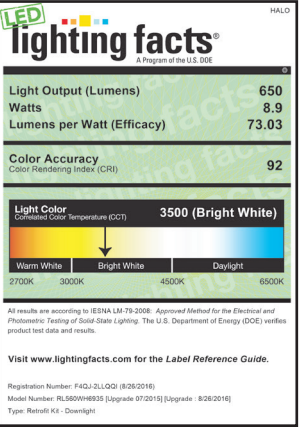 HALO
LED
lighting facts®
A Program of the U.S. DOE
Light Output (Lumens) 650
Watts 8.9
Lumens per Watt (Efficacy) 73.03
Color Accuracy
Color Rendering Index (CRI) 92
Light Color
Correlated Color Temperature (CCT) 3500 (Bright White)
Warm White Bright White Daylight
2700K 3000K 4500K 6500K
All results are according to IESNA LM-79-2008: Approved Method for the Electrical and
Photometric Testing of Solid-State Lighting. The U.S. Department of Energy (DOE) verifies
product test data and results.
Visit www.lightingfacts.com for the Label Reference Guide.
Registration Number: F4QJ-2LLQQI (8/26/2016)
Model Number: RL560WH6935 [Upgrade 07/2015] [Upgrade : 8/26/2016]
Type: Retrofit Kit - Downlight